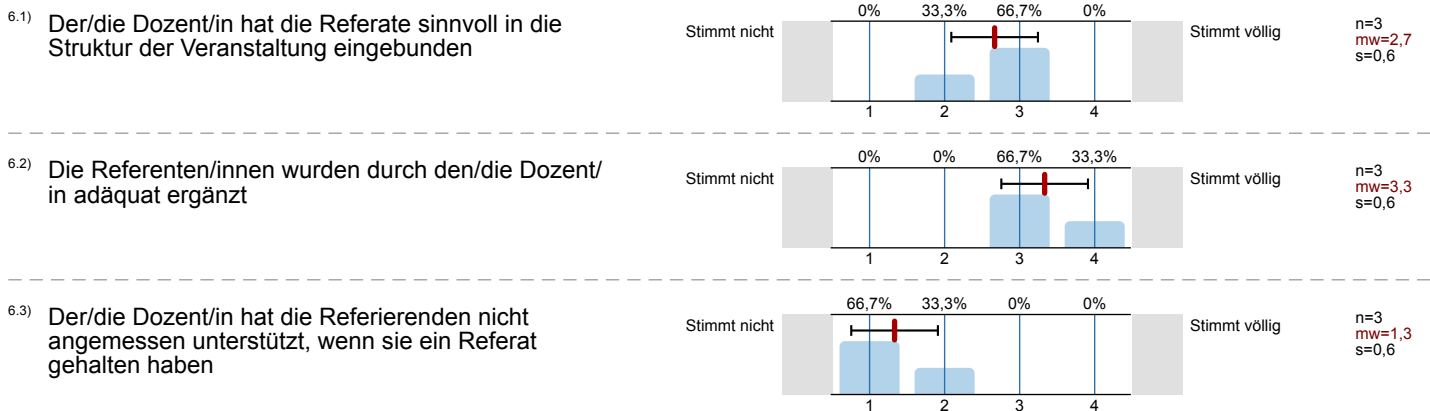 6.1) Der/die Dozent/in hat die Referate sinnvoll in die
Struktur der Veranstaltung eingebunden
Stimmt nicht
0% 33,3% 66,7% 0%
1 2 3 4
Stimmt völlig
n=3
mw=2,7
s=0,6
6.2) Die Referenten/innen wurden durch den/die Dozent/
in adäquat ergänzt
Stimmt nicht
0% 0% 66,7% 33,3%
1 2 3 4
Stimmt völlig
n=3
mw=3,3
s=0,6
6.3) Der/die Dozent/in hat die Referierenden nicht
angemessen unterstützt, wenn sie ein Referat
gehalten haben
Stimmt nicht
66,7% 33,3% 0% 0%
1 2 3 4
Stimmt völlig
n=3
mw=1,3
s=0,6